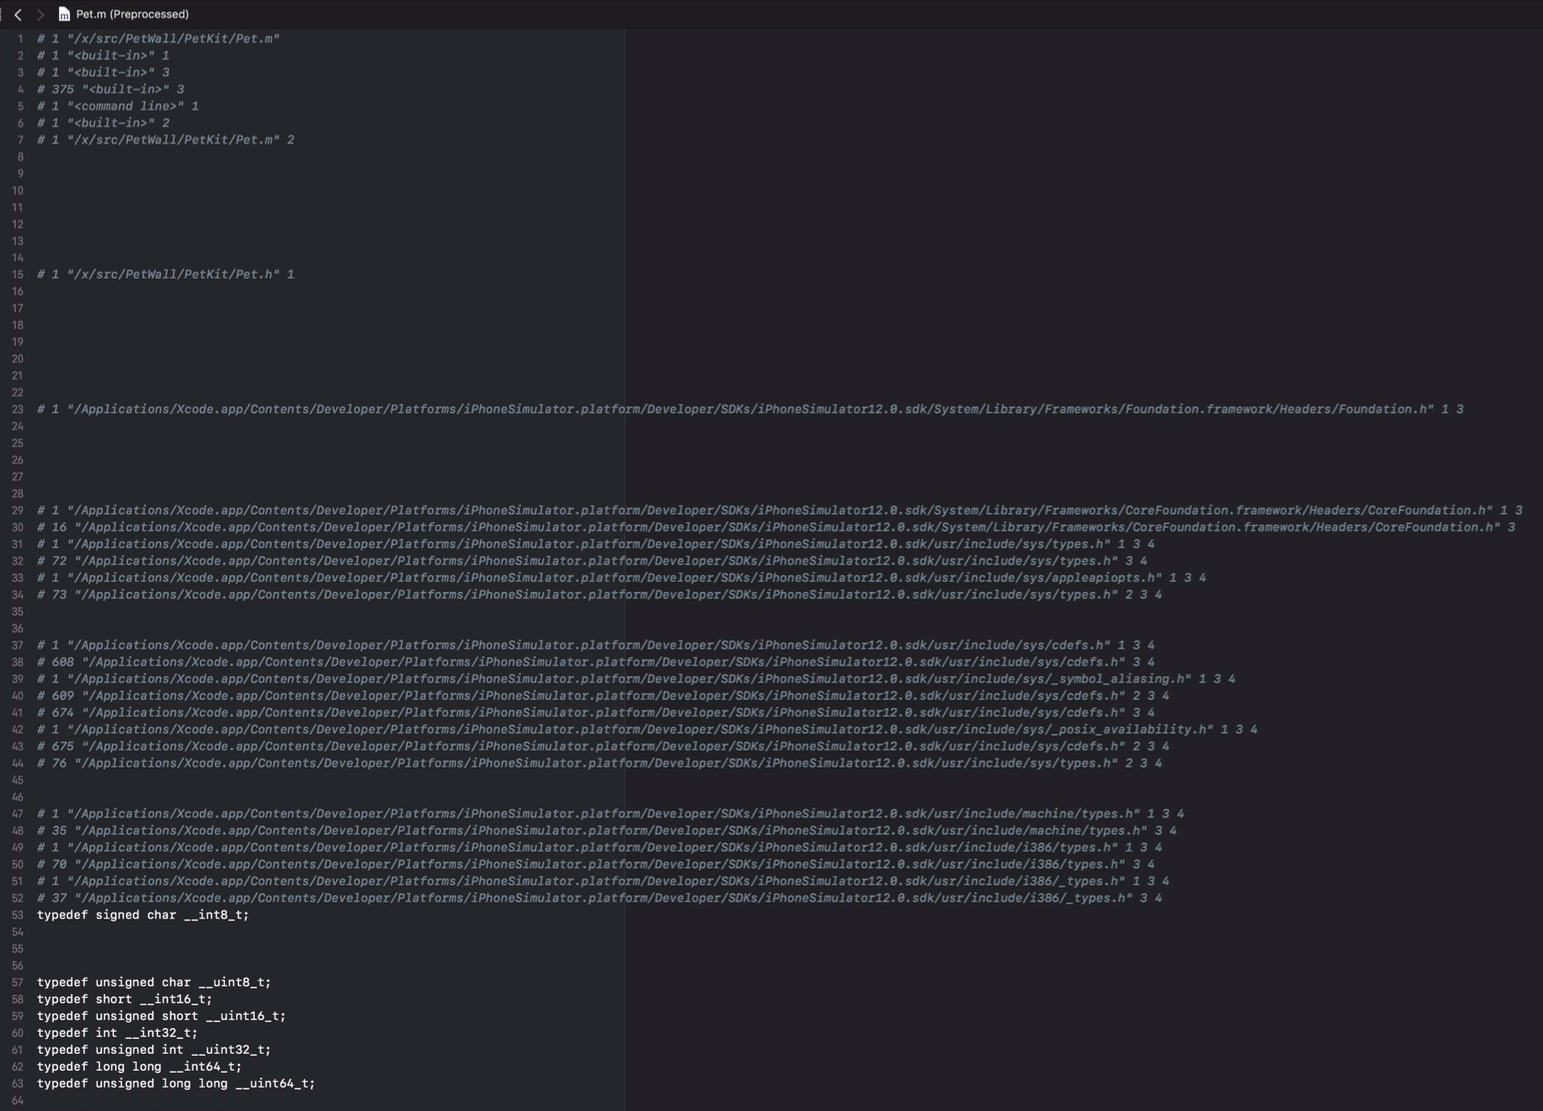 Pet.m (Preprocessed)
1 # 1 "/x/src/PetWall/PetKit/Pet.m"
2 # 1 "<built-in>" 1
3 # 1 "<built-in>" 3
4 # 375 "<built-in>" 3
5 # 1 "<command line>" 1
6 # 1 "<built-in>" 2
7 # 1 "/x/src/PetWall/PetKit/Pet.m" 2
8
9
10
11
12
13
14
15 # 1 "/x/src/PetWall/PetKit/Pet.h" 1
16
17
18
19
20
21
22
23 # 1 "/Applications/Xcode.app/Contents/Developer/Platforms/iPhoneSimulator.platform/Developer/SDKs/iPhoneSimulator12.0.sdk/System/Library/Frameworks/Foundation.framework/Headers/Foundation.h" 1 3
24
25
26
27
28
29 # 1 "/Applications/Xcode.app/Contents/Developer/Platforms/iPhoneSimulator.platform/Developer/SDKs/iPhoneSimulator12.0.sdk/System/Library/Frameworks/CoreFoundation.framework/Headers/CoreFoundation.h" 1 3
30 # 16 "/Applications/Xcode.app/Contents/Developer/Platforms/iPhoneSimulator.platform/Developer/SDKs/iPhoneSimulator12.0.sdk/System/Library/Frameworks/CoreFoundation.framework/Headers/CoreFoundation.h" 3
31 # 1 "/Applications/Xcode.app/Contents/Developer/Platforms/iPhoneSimulator.platform/Developer/SDKs/iPhoneSimulator12.0.sdk/usr/include/sys/types.h" 1 3 4
32 # 72 "/Applications/Xcode.app/Contents/Developer/Platforms/iPhoneSimulator.platform/Developer/SDKs/iPhoneSimulator12.0.sdk/usr/include/sys/types.h" 3 4
33 # 1 "/Applications/Xcode.app/Contents/Developer/Platforms/iPhoneSimulator.platform/Developer/SDKs/iPhoneSimulator12.0.sdk/usr/include/sys/appleapiopts.h" 1 3 4
34 # 73 "/Applications/Xcode.app/Contents/Developer/Platforms/iPhoneSimulator.platform/Developer/SDKs/iPhoneSimulator12.0.sdk/usr/include/sys/types.h" 2 3 4
35
36
37 # 1 "/Applications/Xcode.app/Contents/Developer/Platforms/iPhoneSimulator.platform/Developer/SDKs/iPhoneSimulator12.0.sdk/usr/include/sys/cdefs.h" 1 3 4
38 # 608 "/Applications/Xcode.app/Contents/Developer/Platforms/iPhoneSimulator.platform/Developer/SDKs/iPhoneSimulator12.0.sdk/usr/include/sys/cdefs.h" 3 4
39 # 1 "/Applications/Xcode.app/Contents/Developer/Platforms/iPhoneSimulator.platform/Developer/SDKs/iPhoneSimulator12.0.sdk/usr/include/sys/_symbol_aliasing.h" 1 3 4
40 # 609 "/Applications/Xcode.app/Contents/Developer/Platforms/iPhoneSimulator.platform/Developer/SDKs/iPhoneSimulator12.0.sdk/usr/include/sys/cdefs.h" 2 3 4
41 # 674 "/Applications/Xcode.app/Contents/Developer/Platforms/iPhoneSimulator.platform/Developer/SDKs/iPhoneSimulator12.0.sdk/usr/include/sys/cdefs.h" 3 4
42 # 1 "/Applications/Xcode.app/Contents/Developer/Platforms/iPhoneSimulator.platform/Developer/SDKs/iPhoneSimulator12.0.sdk/usr/include/sys/_posix_availability.h" 1 3 4
43 # 675 "/Applications/Xcode.app/Contents/Developer/Platforms/iPhoneSimulator.platform/Developer/SDKs/iPhoneSimulator12.0.sdk/usr/include/sys/cdefs.h" 2 3 4
44 # 76 "/Applications/Xcode.app/Contents/Developer/Platforms/iPhoneSimulator.platform/Developer/SDKs/iPhoneSimulator12.0.sdk/usr/include/sys/types.h" 2 3 4
45
46
47 # 1 "/Applications/Xcode.app/Contents/Developer/Platforms/iPhoneSimulator.platform/Developer/SDKs/iPhoneSimulator12.0.sdk/usr/include/machine/types.h" 1 3 4
48 # 35 "/Applications/Xcode.app/Contents/Developer/Platforms/iPhoneSimulator.platform/Developer/SDKs/iPhoneSimulator12.0.sdk/usr/include/machine/types.h" 3 4
49 # 1 "/Applications/Xcode.app/Contents/Developer/Platforms/iPhoneSimulator.platform/Developer/SDKs/iPhoneSimulator12.0.sdk/usr/include/i386/types.h" 1 3 4
50 # 70 "/Applications/Xcode.app/Contents/Developer/Platforms/iPhoneSimulator.platform/Developer/SDKs/iPhoneSimulator12.0.sdk/usr/include/i386/types.h" 3 4
51 # 1 "/Applications/Xcode.app/Contents/Developer/Platforms/iPhoneSimulator.platform/Developer/SDKs/iPhoneSimulator12.0.sdk/usr/include/i386/_types.h" 1 3 4
52 # 37 "/Applications/Xcode.app/Contents/Developer/Platforms/iPhoneSimulator.platform/Developer/SDKs/iPhoneSimulator12.0.sdk/usr/include/i386/_types.h" 3 4
53 typedef signed char __int8_t;
54
55
56
57 typedef unsigned char __uint8_t;
58 typedef short __int16_t;
59 typedef unsigned short __uint16_t;
60 typedef int __int32_t;
61 typedef unsigned int __uint32_t;
62 typedef long long __int64_t;
63 typedef unsigned long long __uint64_t;
64